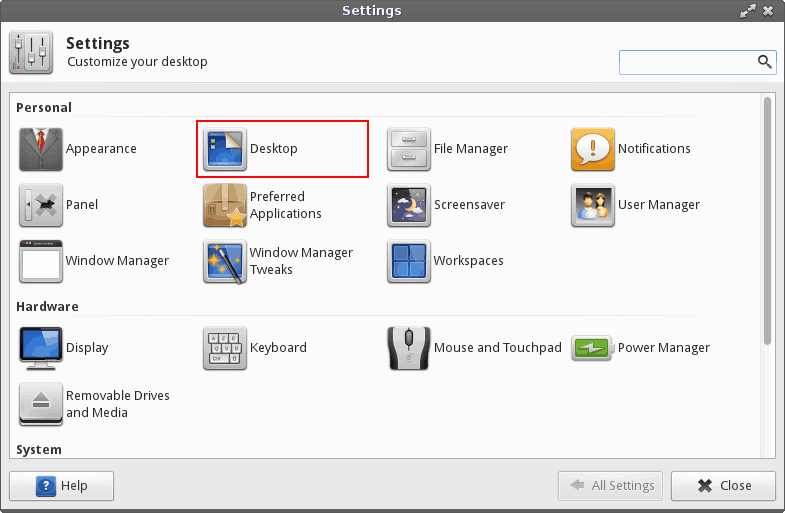 Settings
Settings
Customize your desktop
Personal
Appearance
Desktop
File Manager
Notifications
Panel
Preferred
Applications
Screensaver
User Manager
Window Manager
Window Manager
Tweaks
Workspaces
Hardware
Display
Keyboard
Mouse and Touchpad
Power Manager
Removable Drives
and Media
System
Help
All Settings
Close